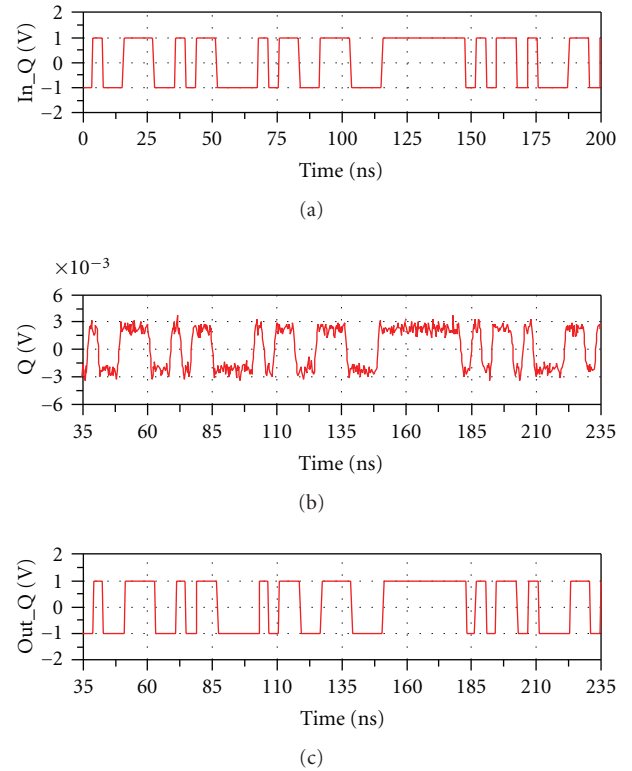 In_Q (V)
2
1
0
−1
−2
0 25 50 75 100 125 150 175 200
Time (ns)
(a)
×10−3
Q (V)
6
3
0
−3
−6
35 60 85 110 135 160 185 210 235
Time (ns)
(b)
Out_Q (V)
2
1
0
−1
−2
35 60 85 110 135 160 185 210 235
Time (ns)
(c)